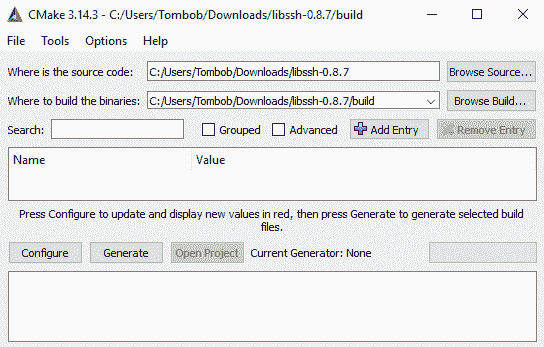 CMake 3.14.3 - C:/Users/Tombob/Downloads/libssh-0.8.7/build
File Tools Options Help
Where is the source code: C:/Users/Tombob/Downloads/libssh-0.8.7 Browse Source...
Where to build the binaries: C:/Users/Tombob/Downloads/libssh-0.8.7/build Browse Build...
Search: Grouped Advanced Add Entry Remove Entry
Name Value
Press Configure to update and display new values in red, then press Generate to generate selected build
files.
Configure Generate Open Project Current Generator: None